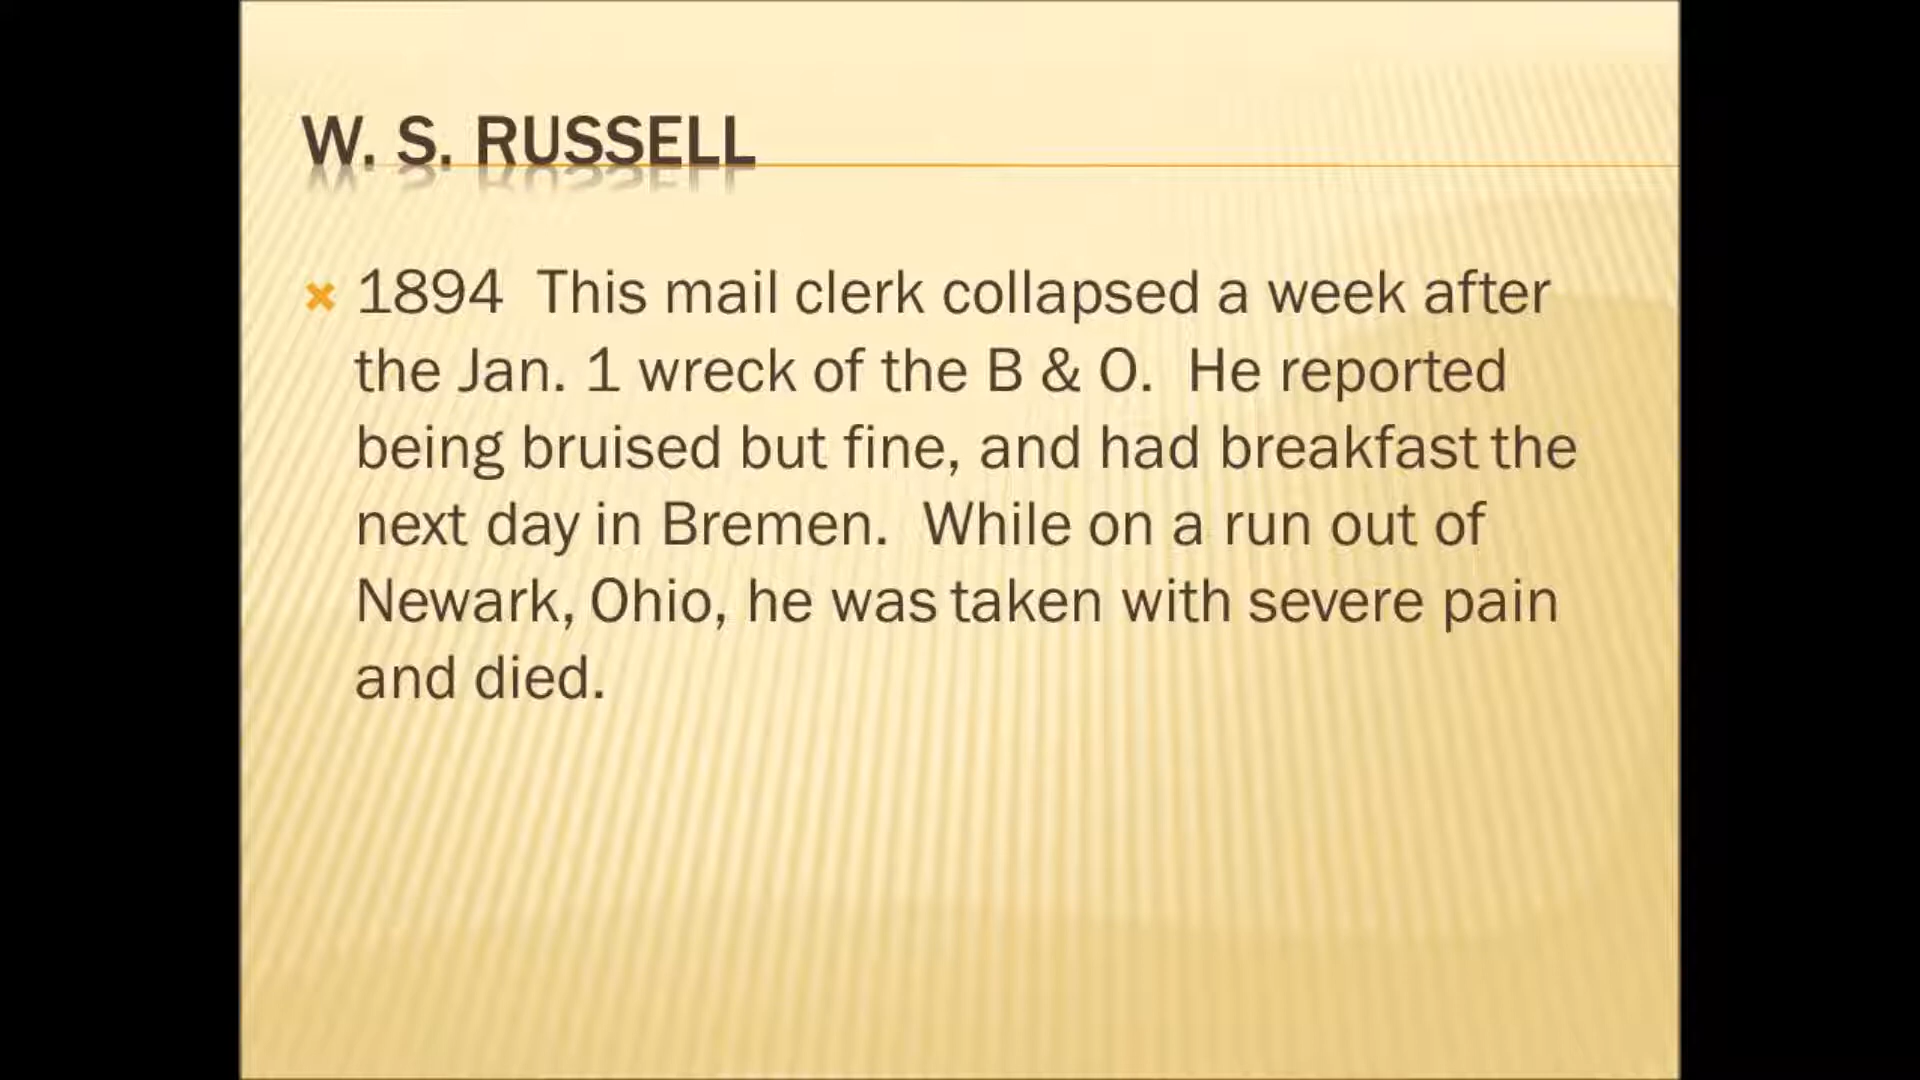 W. S. RUSSELL
1894  This mail clerk collapsed a week after
the Jan. 1 wreck of the B & O.  He reported
being bruised but fine, and had breakfast the
next day in Bremen.  While on a run out of
Newark, Ohio, he was taken with severe pain
and died.